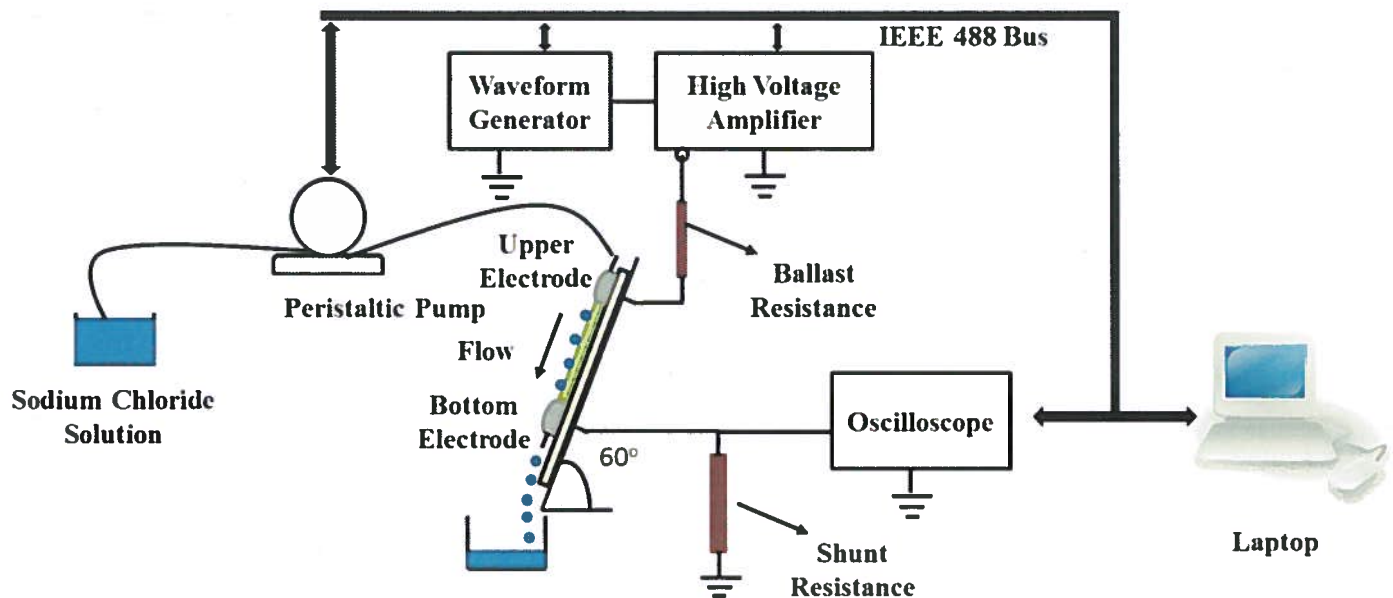 IEEE 488 Bus
Waveform
Generator
High Voltage
Amplifier
Upper
Electrode
Ballast
Resistance
Peristaltic Pump
Flow
Sodium Chloride
Solution
Bottom
Electrode
60°
Oscilloscope
Shunt
Resistance
Laptop